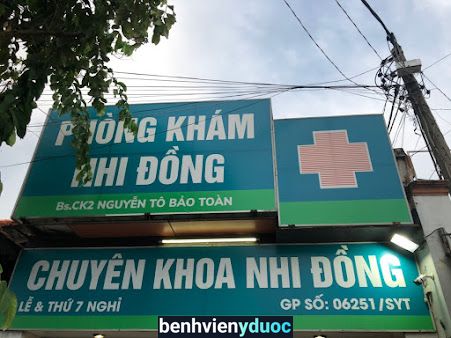 PHÒNG KHÁM
NHI ĐỒNG
Bs.CK2 NGUYỄN TÔ BẢO TOÀN
CHUYÊN KHOA NHI ĐỒNG
LỄ & THỨ 7 NGHỈ
GP SỐ: 06251/SYT
benhvienyduoc